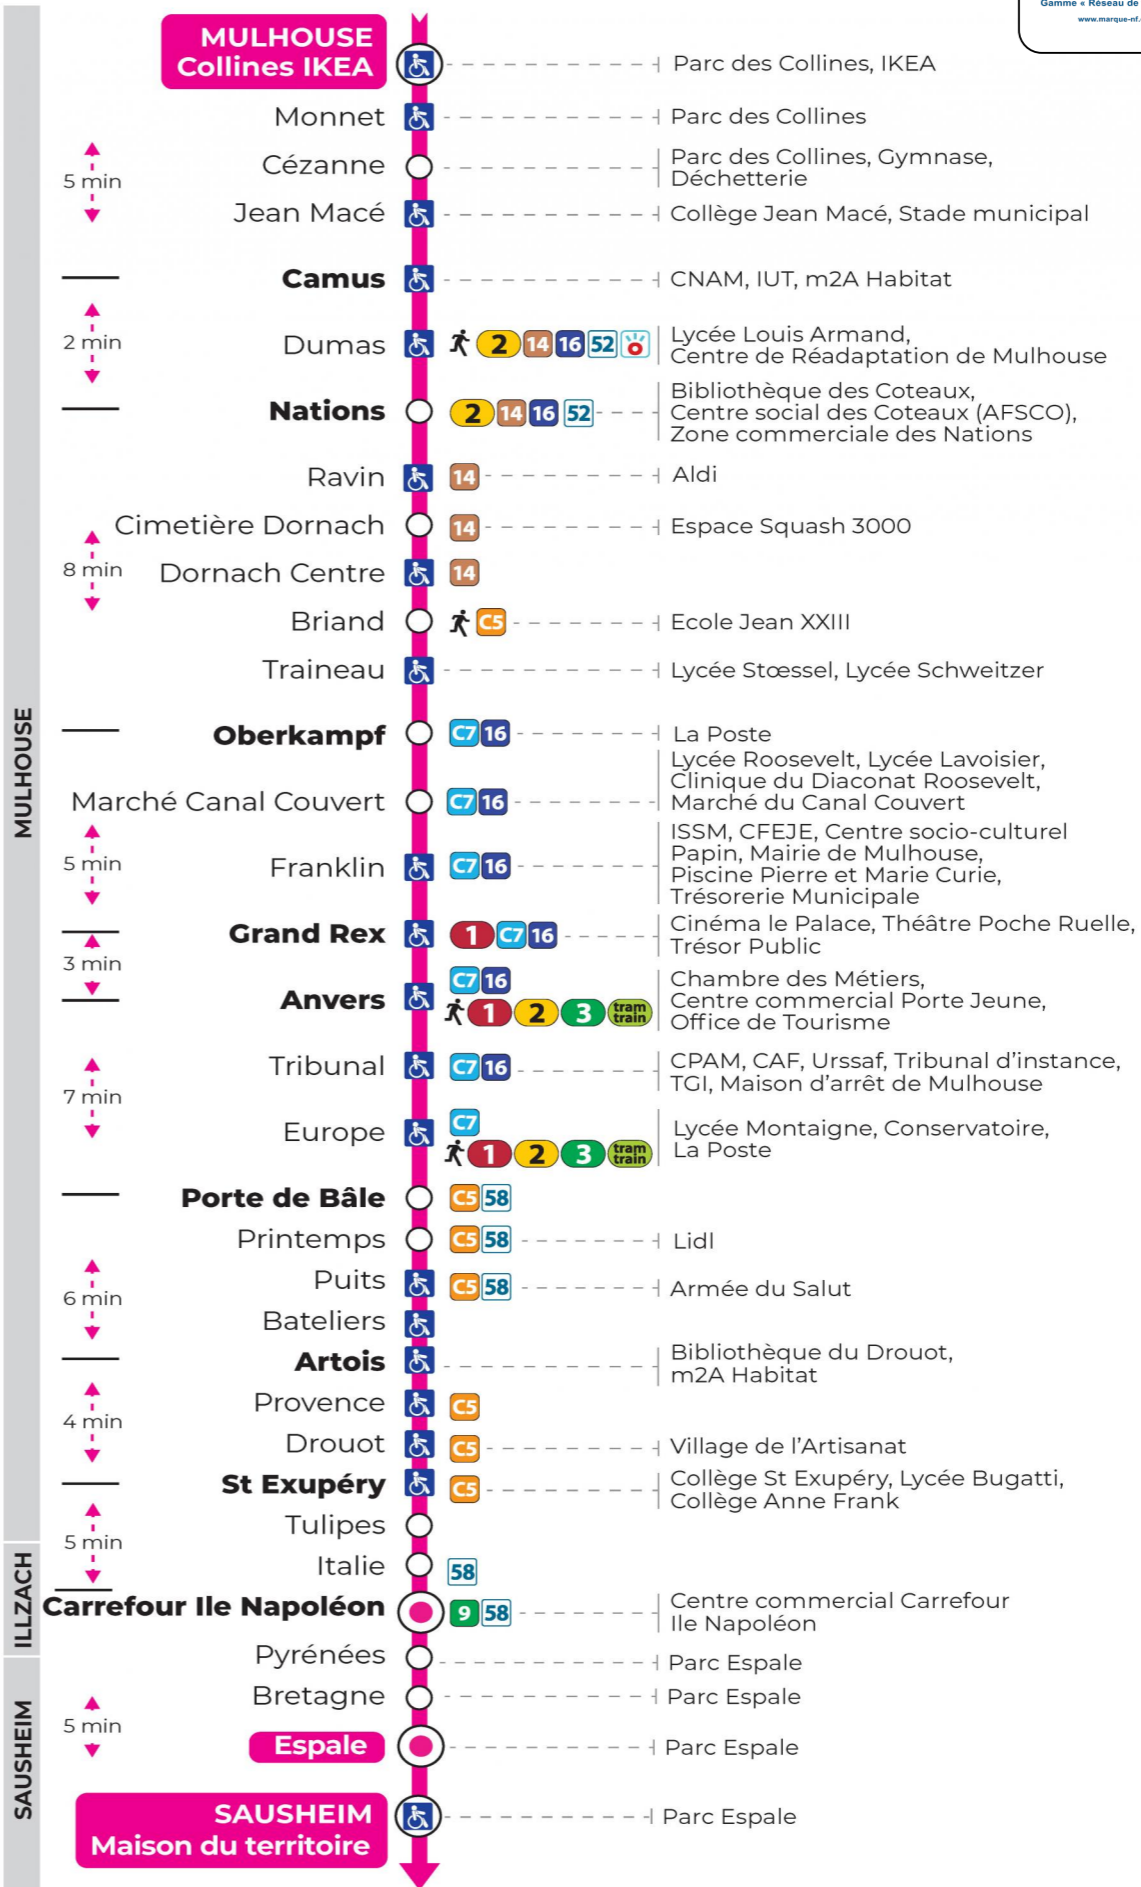 Gamme « Réseau de
www.marque-nf.
MULHOUSE
Collines IKEA
Parc des Collines, IKEA
Monnet
Parc des Collines
5 min
Cézanne
Parc des Collines, Gymnase,
Déchetterie
Jean Macé
Collège Jean Macé, Stade municipal
Camus
CNAM, IUT, m2A Habitat
2 min
Dumas
2 14 16 52
Lycée Louis Armand,
Centre de Réadaptation de Mulhouse
Nations
2 14 16 52
Bibliothèque des Coteaux,
Centre social des Coteaux (AFSCO),
Zone commerciale des Nations
Ravin
14
Aldi
Cimetière Dornach
14
Espace Squash 3000
8 min
Dornach Centre
14
Briand
C5
Ecole Jean XXIII
Traineau
Lycée Stœssel, Lycée Schweitzer
MULHOUSE
Oberkampf
C7 16
La Poste
Marché Canal Couvert
C7 16
Lycée Roosevelt, Lycée Lavoisier,
Clinique du Diaconat Roosevelt,
Marché du Canal Couvert
5 min
Franklin
C7 16
ISSM, CFEJE, Centre socio-culturel
Papin, Mairie de Mulhouse,
Piscine Pierre et Marie Curie,
Trésorerie Municipale
Grand Rex
1 C7 16
Cinéma le Palace, Théâtre Poche Ruelle,
Trésor Public
3 min
Anvers
C7 16
1 2 3 tram train
Chambre des Métiers,
Centre commercial Porte Jeune,
Office de Tourisme
Tribunal
C7 16
CPAM, CAF, Urssaf, Tribunal d'instance,
TGI, Maison d'arrêt de Mulhouse
7 min
Europe
C7
1 2 3 tram train
Lycée Montaigne, Conservatoire,
La Poste
Porte de Bâle
C5 58
Printemps
C5 58
Lidl
6 min
Puits
C5 58
Armée du Salut
Bateliers
Artois
Bibliothèque du Drouot,
m2A Habitat
Provence
C5
4 min
Drouot
C5
Village de l'Artisanat
St Exupéry
C5
Collège St Exupéry, Lycée Bugatti,
Collège Anne Frank
Tulipes
5 min
Italie
58
ILLZACH
Carrefour Ile Napoléon
9 58
Centre commercial Carrefour
Ile Napoléon
Pyrénées
Parc Espale
Bretagne
Parc Espale
5 min
Espale
Parc Espale
SAUSHEIM
SAUSHEIM
Maison du territoire
Parc Espale